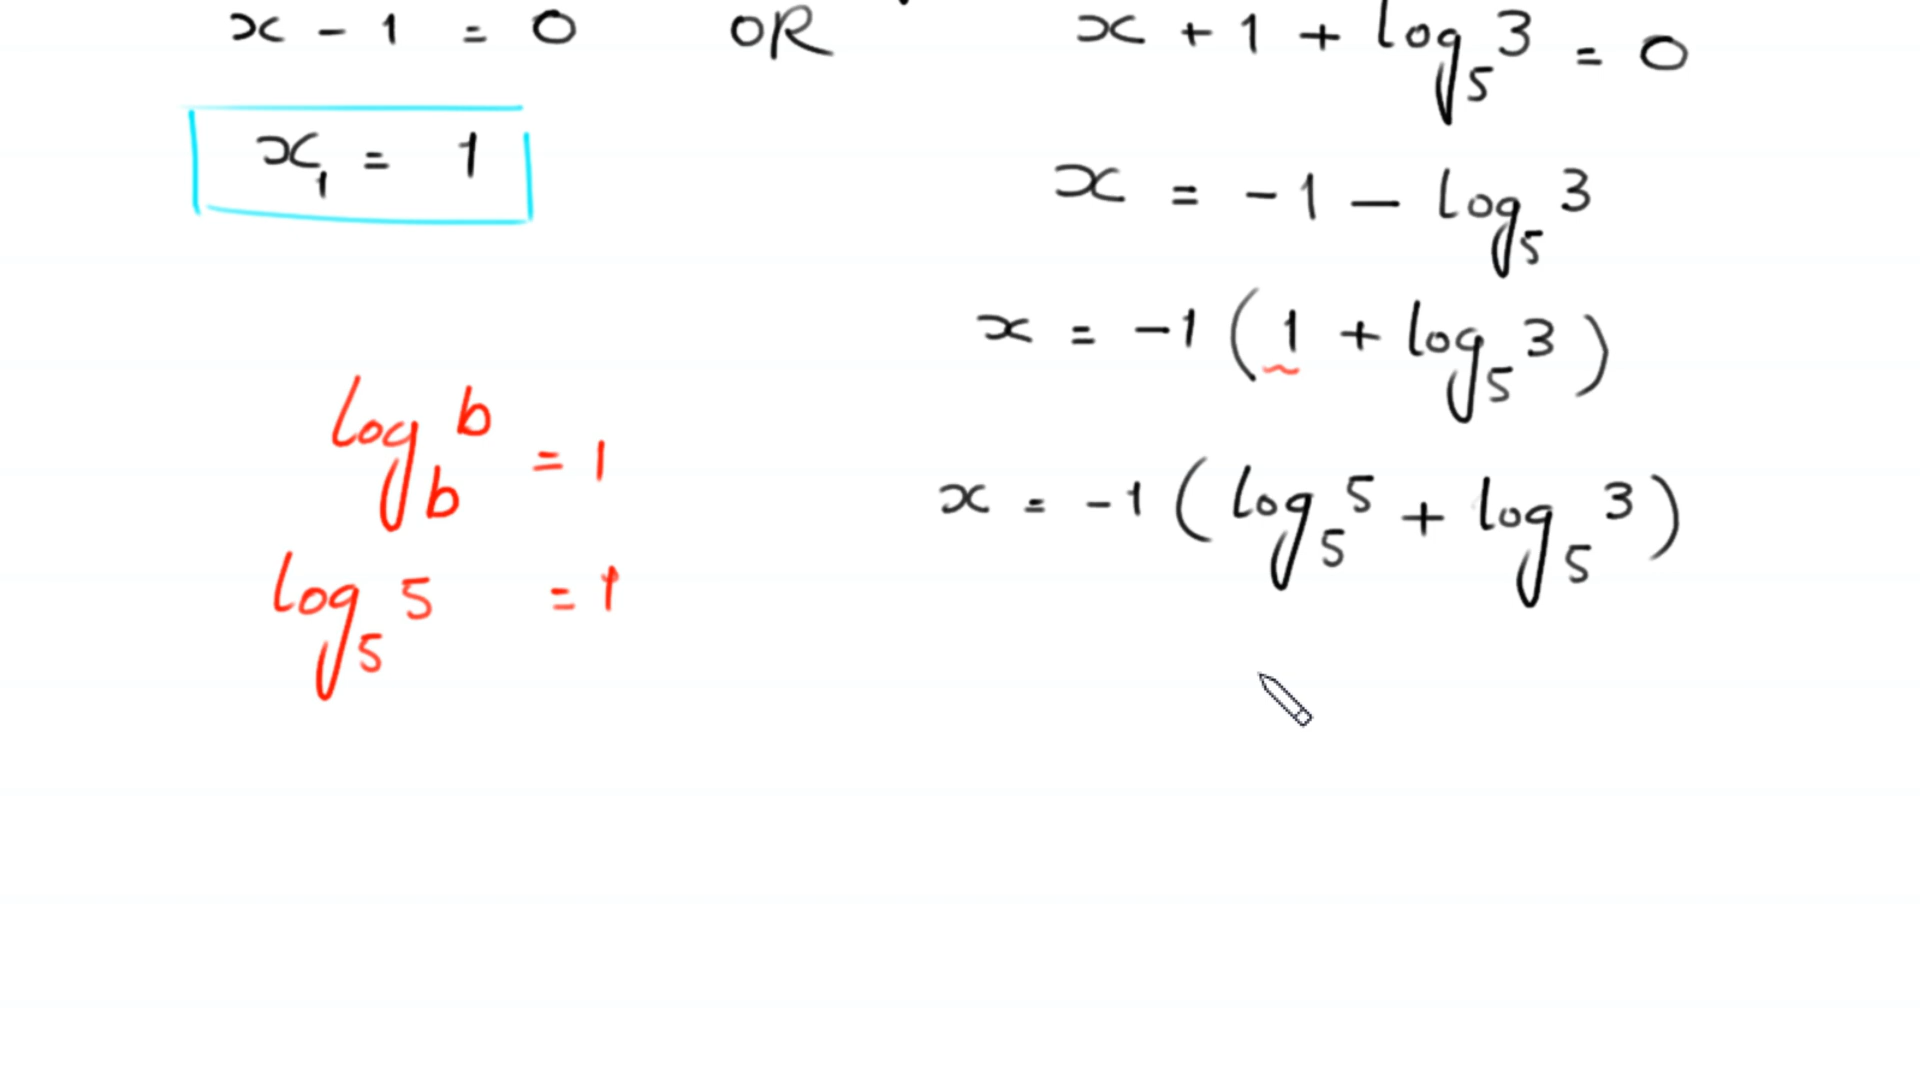 x - 1 = 0 OR x + 1 + log₅ 3 = 0
x₁ = 1
x = -1 - log₅ 3
x = -1 (1 + log₅ 3)
log_b b = 1
x = -1 (log₅ 5 + log₅ 3)
log₅ 5 = 1